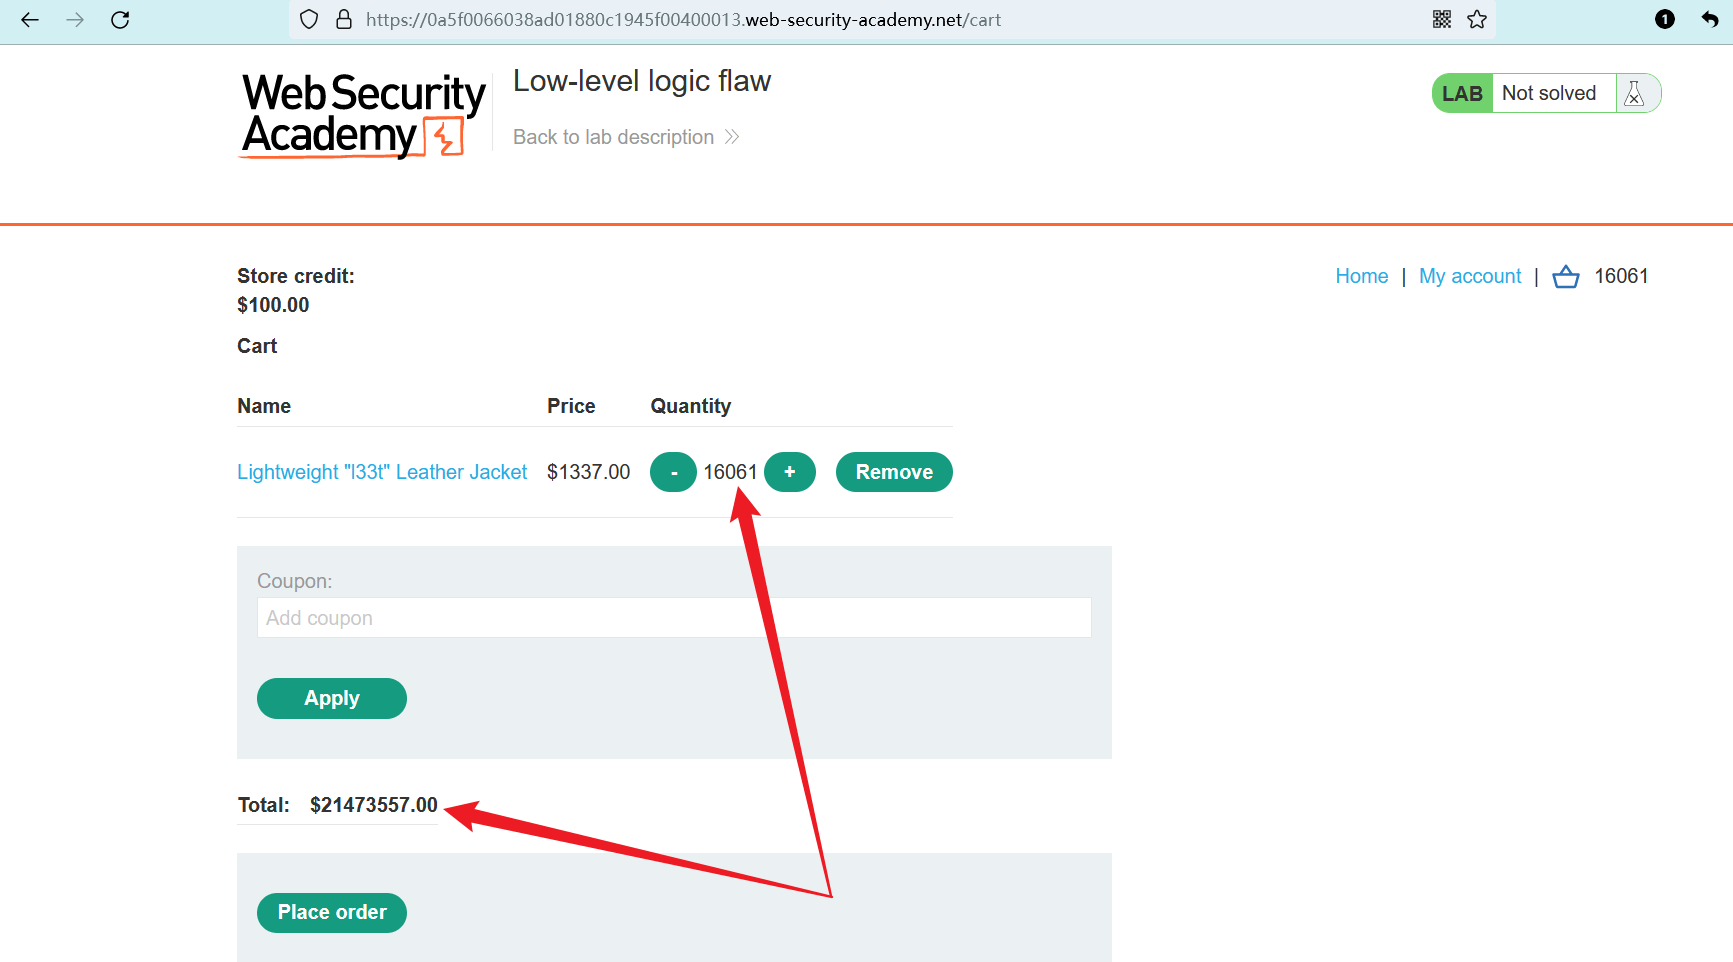 https://0a5f0066038ad01880c1945f00400013.web-security-academy.net/cart
1
Web Security
Academy
Low-level logic flaw
Back to lab description
LAB Not solved
Store credit:
$100.00
Home | My account | 16061
Cart
Name Price Quantity
Lightweight "l33t" Leather Jacket $1337.00 - 16061 + Remove
Coupon:
Add coupon
Apply
Total: $21473557.00
Place order